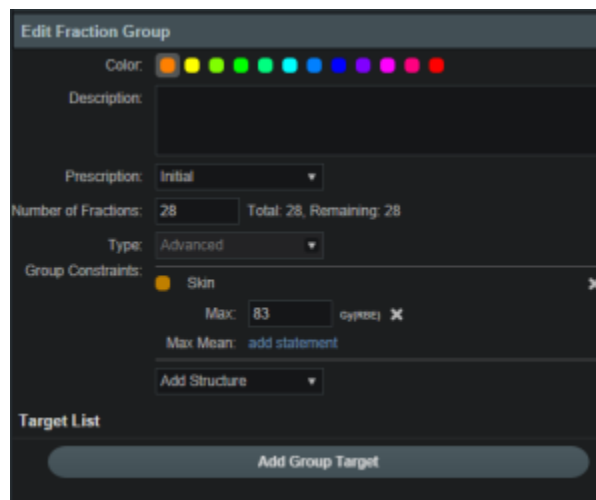 Edit Fraction Group
Color:
Description:
Prescription: Initial
Number of Fractions: 28 Total: 28, Remaining: 28
Type: Advanced
Group Constraints:
Skin
Max: 83 Gy(RBE)
Max Mean: add statement
Add Structure
Target List
Add Group Target